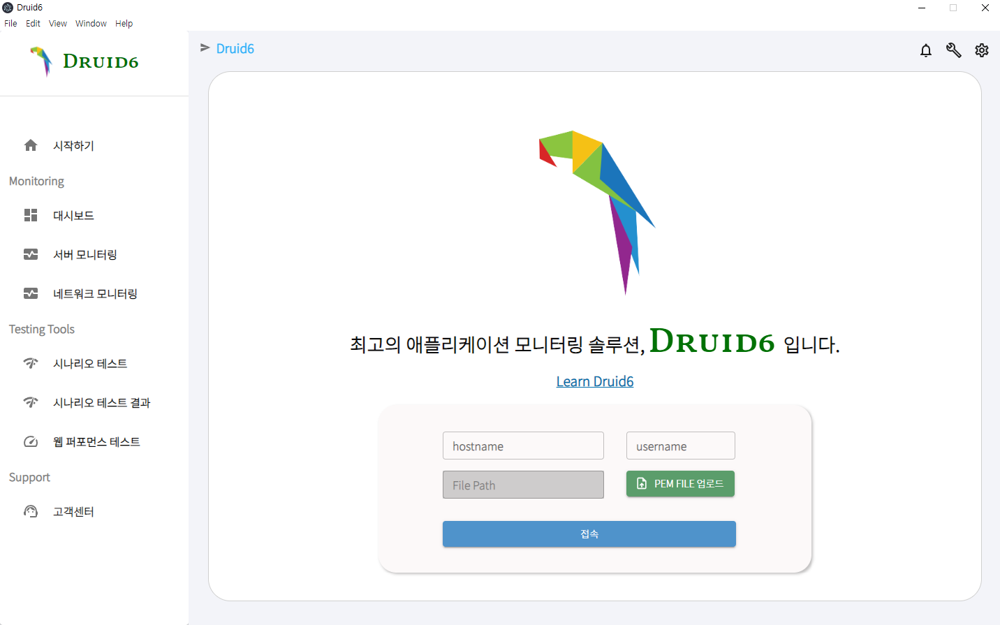 Druid6
File Edit View Window Help
DRUID6
Druid6
시작하기
Monitoring
대시보드
서버 모니터링
네트워크 모니터링
Testing Tools
시나리오 테스트
시나리오 테스트 결과
웹 퍼포먼스 테스트
Support
고객센터
최고의 애플리케이션 모니터링 솔루션, DRUID6 입니다.
Learn Druid6
hostname username
File Path PEM FILE 업로드
접속